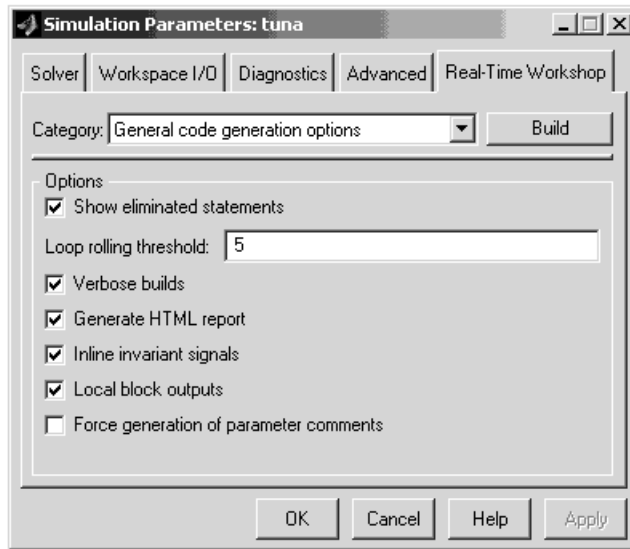 Simulation Parameters: tuna
Solver Workspace I/O Diagnostics Advanced Real-Time Workshop
Category: General code generation options Build
Options
Show eliminated statements
Loop rolling threshold: 5
Verbose builds
Generate HTML report
Inline invariant signals
Local block outputs
Force generation of parameter comments
OK Cancel Help Apply